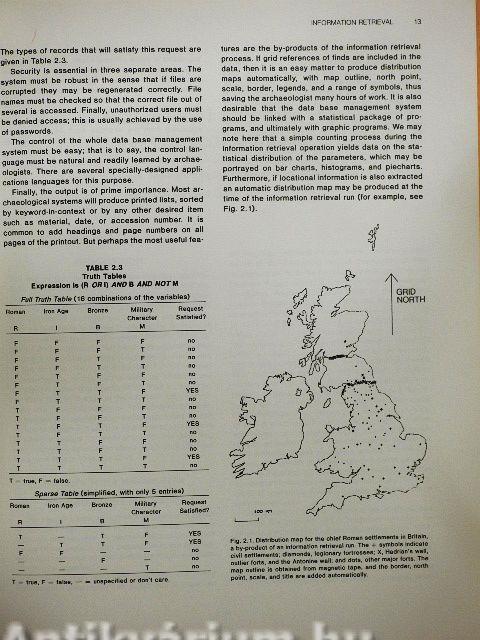 INFORMATION RETRIEVAL 13
The types of records that will satisfy this request are
given in Table 2.3.
Security is essential in three separate areas. The
system must be robust in the sense that if files are
corrupted they may be regenerated correctly. File
names must be checked so that the correct file out of
several is accessed. Finally, unauthorized users must
be denied access; this is usually achieved by the use
of passwords.
The control of the whole data base management
system must be easy; that is to say, the control lan-
guage must be natural and readily learned by archae-
ologists. There are several specially-designed appli-
cations languages for this purpose.
Finally, the output is of prime importance. Most ar-
chaeological systems will produce printed lists, sorted
by keyword-in-context or by any other desired item
such as material, date, or accession number. It is
common to add headings and page numbers on all
pages of the printout. But perhaps the most useful fea-
tures are the by-products of the information retrieval
process. If grid references of finds are included in the
data, then it is an easy matter to produce distribution
maps automatically, with map outline, north point,
scale, border, legends, and a range of symbols, thus
saving the archaeologist many hours of work. It is also
desirable that the data base management system
should be linked with a statistical package of pro-
grams, and ultimately with graphic programs. We may
note here that a simple counting process during the
information retrieval operation yields data on the sta-
tistical distribution of the parameters, which may be
portrayed on bar charts, histograms, and piecharts.
Furthermore, if locational information is also extracted
an automatic distribution map may be produced at the
time of the information retrieval run (for example, see
Fig. 2.1).
TABLE 2.3
Truth Tables
Expression is (R OR I) AND B AND NOT M
Full Truth Table (16 combinations of the variables)
Roman Iron Age Bronze Military Request
Character Satisfied?
R I B M
F F F F no
F F F T no
F F T F no
F F T T no
F T F F no
F T F T no
F T T F YES
F T T T no
T F F F no
T F F T no
T F T F YES
T F T T no
T T F F no
T T F T no
T T T F YES
T T T T no
T = true, F = false.
Sparse Table (simplified, with only 5 entries)
Roman Iron Age Bronze Military Request
Character Satisfied?
R I B M
T — T F YES
— T T F YES
F F — — no
— — F — no
— — — T no
T = true, F = false, — = unspecified or don't care.
GRID
NORTH
100 KM
Fig. 2.1. Distribution map for the chief Roman settlements in Britain,
a by-product of an information retrieval run. The + symbols indicate
civil settlements; diamonds, legionary fortresses; X, Hadrian's wall,
outlier forts, and the Antonine wall; and dots, other major forts. The
map outline is obtained from magnetic tape, and the border, north
point, scale, and title are added automatically.
Antikvárium.hu